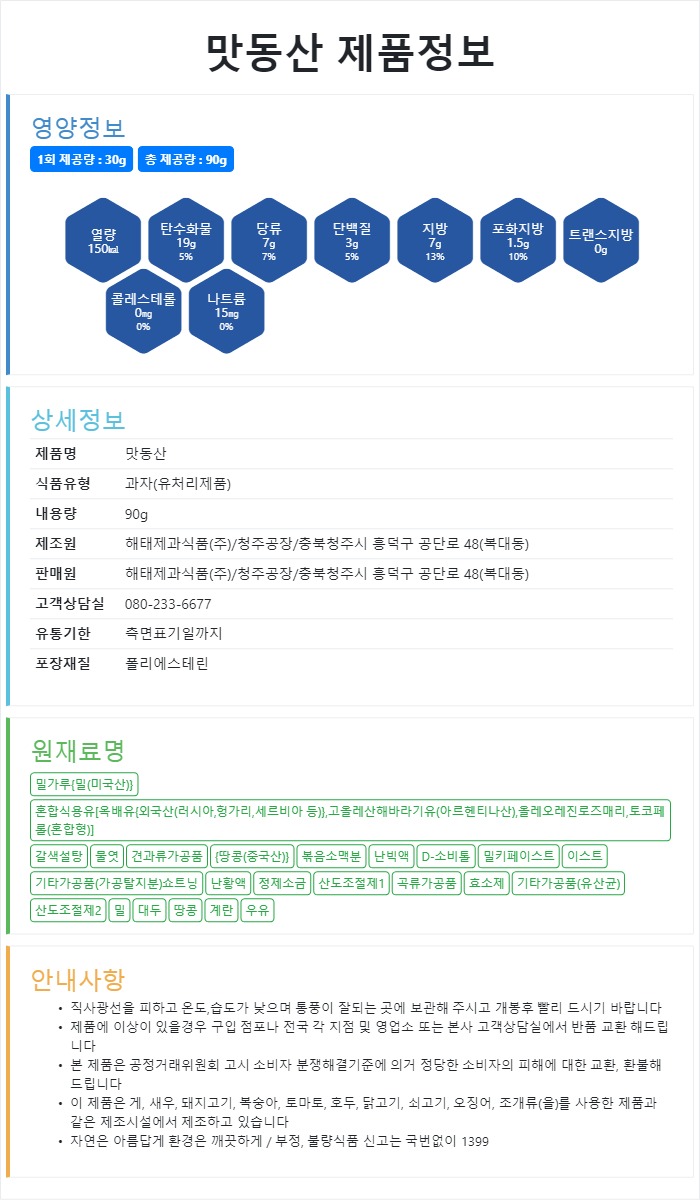 맛동산 제품정보
영양정보
1회 제공량 : 30g 총 제공량 : 90g
열량
150㎉
탄수화물
19g
5%
당류
7g
7%
단백질
3g
5%
지방
7g
13%
포화지방
1.5g
10%
트랜스지방
0g
콜레스테롤
0㎎
0%
나트륨
15㎎
0%
상세정보
제품명 맛동산
식품유형 과자(유처리제품)
내용량 90g
제조원 해태제과식품(주)/청주공장/충북청주시 흥덕구 공단로 48(복대동)
판매원 해태제과식품(주)/청주공장/충북청주시 흥덕구 공단로 48(복대동)
고객상담실 080-233-6677
유통기한 측면표기일까지
포장재질 폴리에스테린
원재료명
밀가루{밀(미국산)}
혼합식용유[옥배유{외국산(러시아,헝가리,세르비아 등)},고올레산해바라기유(아르헨티나산),올레오레진로즈매리,토코페
롤(혼합형)]
갈색설탕 물엿 견과류가공품 {땅콩(중국산)} 볶음소맥분 난백액 D-소비톨 밀키페이스트 이스트
기타가공품(가공탈지분)쇼트닝 난황액 정제소금 산도조절제1 곡류가공품 효소제 기타가공품(유산균)
산도조절제2 밀 대두 땅콩 계란 우유
안내사항
• 직사광선을 피하고 온도,습도가 낮으며 통풍이 잘되는 곳에 보관해 주시고 개봉후 빨리 드시기 바랍니다
• 제품에 이상이 있을경우 구입 점포나 전국 각 지점 및 영업소 또는 본사 고객상담실에서 반품 교환 해드립
니다
• 본 제품은 공정거래위원회 고시 소비자 분쟁해결기준에 의거 정당한 소비자의 피해에 대한 교환, 환불해
드립니다
• 이 제품은 게, 새우, 돼지고기, 복숭아, 토마토, 호두, 닭고기, 쇠고기, 오징어, 조개류(을)를 사용한 제품과
같은 제조시설에서 제조하고 있습니다
• 자연은 아름답게 환경은 깨끗하게 / 부정, 불량식품 신고는 국번없이 1399